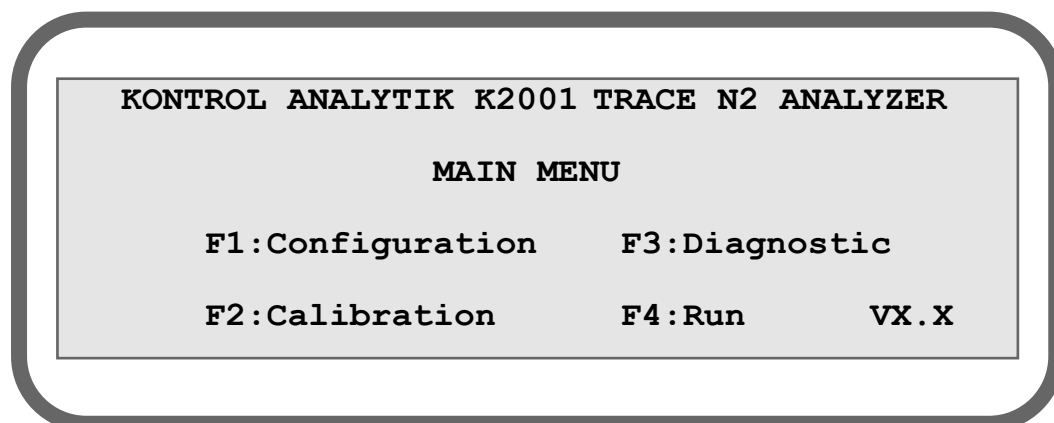 KONTROL ANALYTIK K2001 TRACE N2 ANALYZER
MAIN MENU
F1:Configuration F3:Diagnostic
F2:Calibration F4:Run VX.X